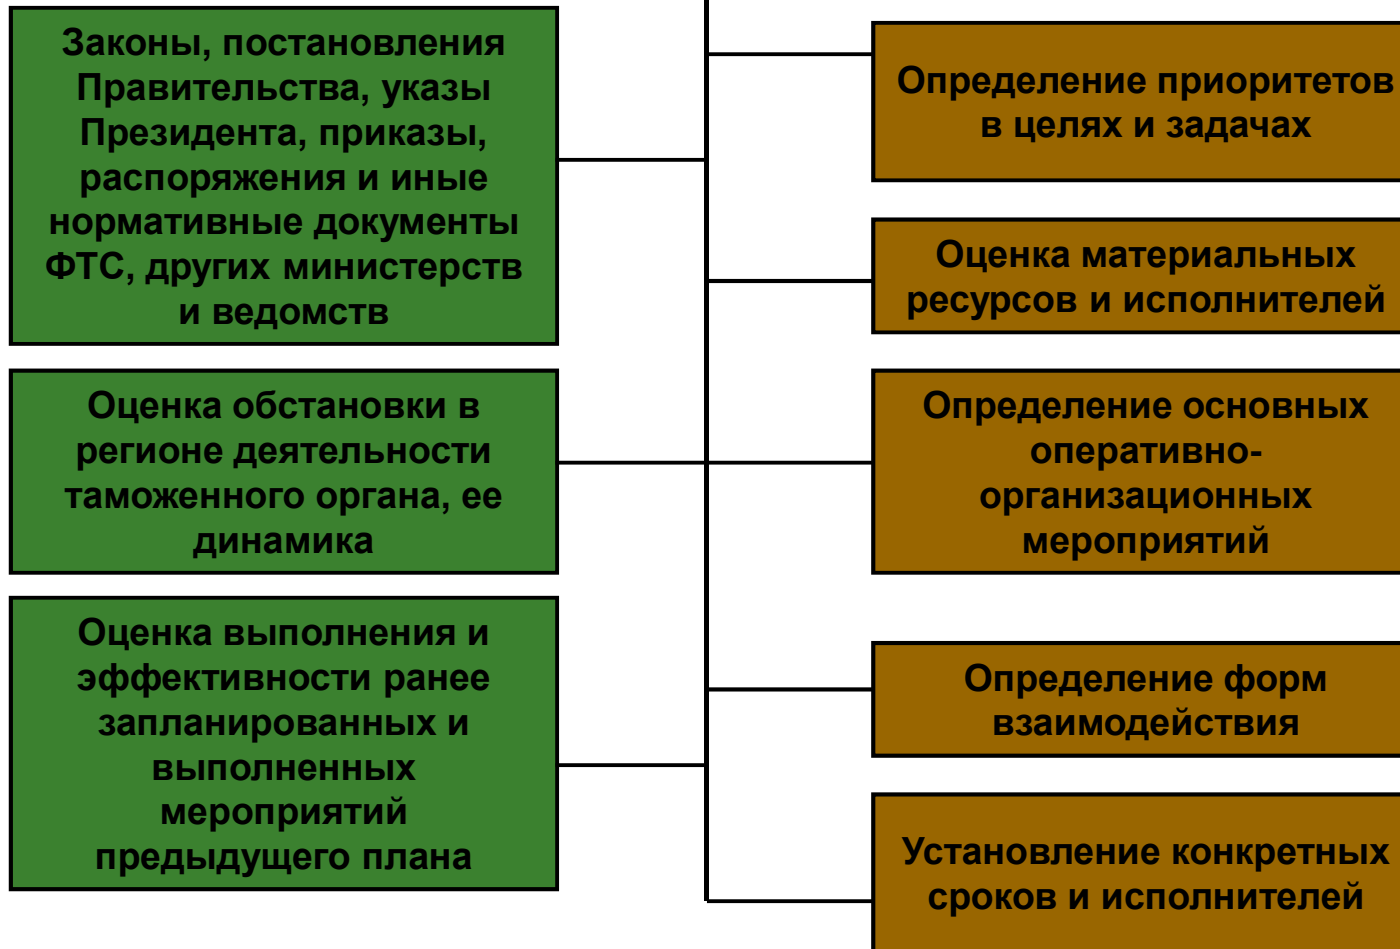 Законы, постановления
Правительства, указы
Президента, приказы,
распоряжения и иные
нормативные документы
ФТС, других министерств
и ведомств
Оценка обстановки в
регионе деятельности
таможенного органа, ее
динамика
Оценка выполнения и
эффективности ранее
запланированных и
выполненных
мероприятий
предыдущего плана
Определение приоритетов
в целях и задачах
Оценка материальных
ресурсов и исполнителей
Определение основных
оперативно-
организационных
мероприятий
Определение форм
взаимодействия
Установление конкретных
сроков и исполнителей